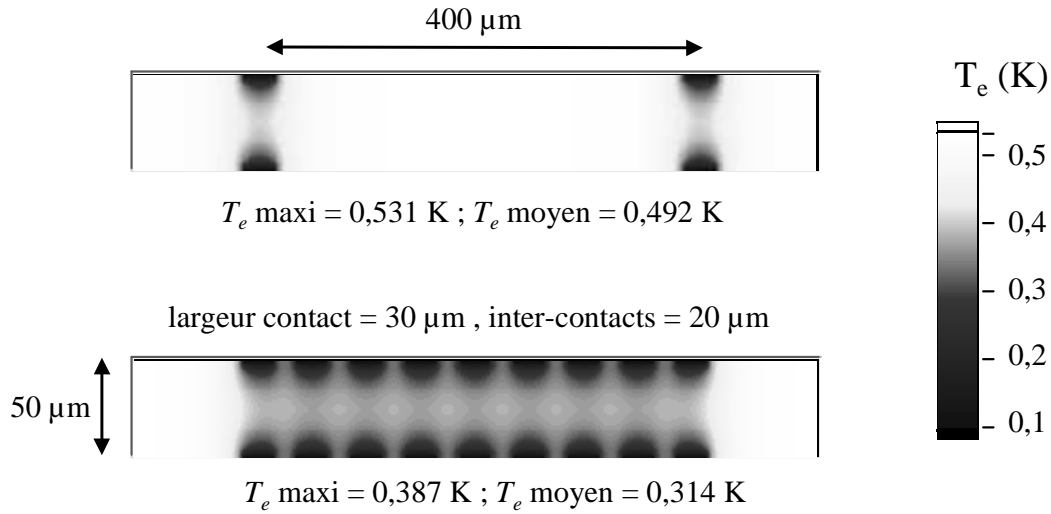 400 µm
T_e (K)
0,5
0,4
0,3
0,2
0,1
T_e maxi = 0,531 K ; T_e moyen = 0,492 K
largeur contact = 30 µm , inter-contacts = 20 µm
50 µm
T_e maxi = 0,387 K ; T_e moyen = 0,314 K